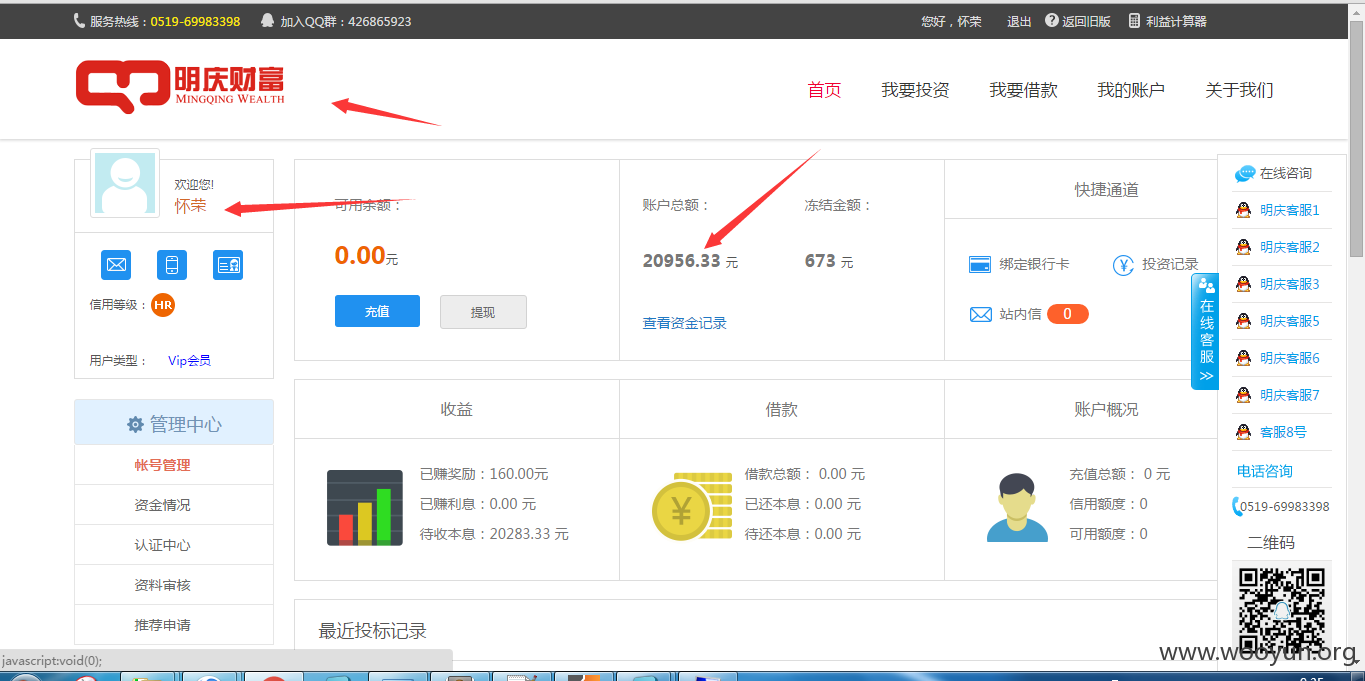 服务热线：0519-69983398 加入QQ群：426865923 您好，怀荣 退出 返回旧版 利益计算器
明庆财富
MINGQING WEALTH
首页 我要投资 我要借款 我的账户 关于我们
欢迎您!
怀荣
信用等级： HR
用户类型： Vip会员
管理中心
帐号管理
资金情况
认证中心
资料审核
推荐申请
可用余额：
0.00元
充值 提现
账户总额： 冻结金额：
20956.33 元 673 元
查看资金记录
快捷通道
绑定银行卡 投资记录
站内信 0
收益
已赚奖励：160.00元
已赚利息：0.00 元
待收本息：20283.33 元
借款
借款总额： 0.00 元
已还本息：0.00 元
待还本息：0.00 元
账户概况
充值总额： 0 元
信用额度：0
可用额度：0
最近投标记录
在线客服
>>
在线咨询
明庆客服1
明庆客服2
明庆客服3
明庆客服5
明庆客服6
明庆客服7
客服8号
电话咨询
0519-69983398
二维码
www.wooyun.org
javascript:void(0);